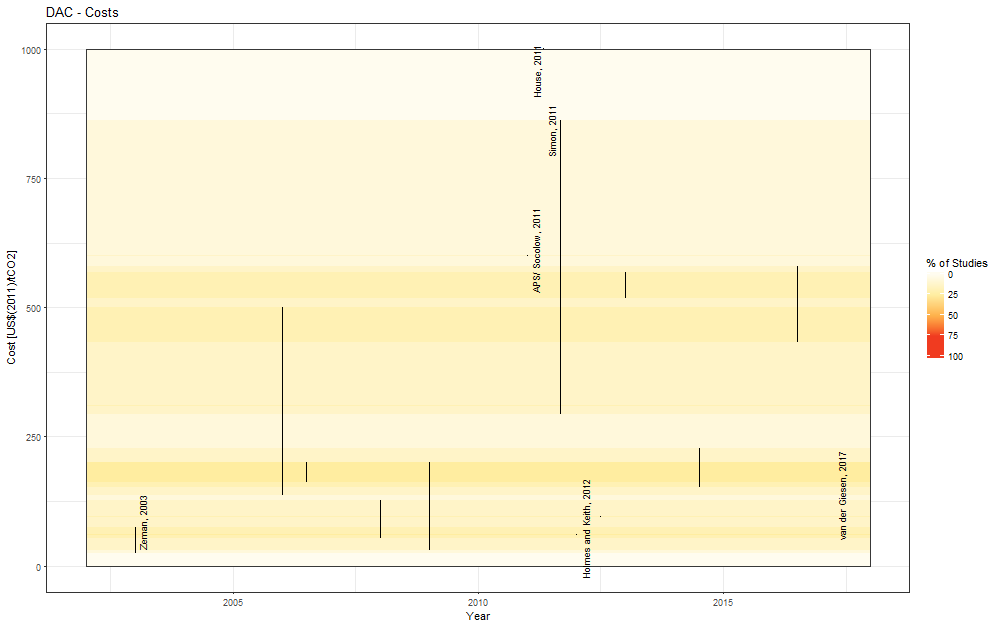 DAC - Costs
1000
750
500
250
0
Cost [US$(2011)/tCO2]
2005
2010
2015
Year
Zeman, 2003
House, 2011
Simon, 2011
APS/ Socolow, 2011
Holmes and Keith, 2012
van der Giesen, 2017
% of Studies
0
25
50
75
100